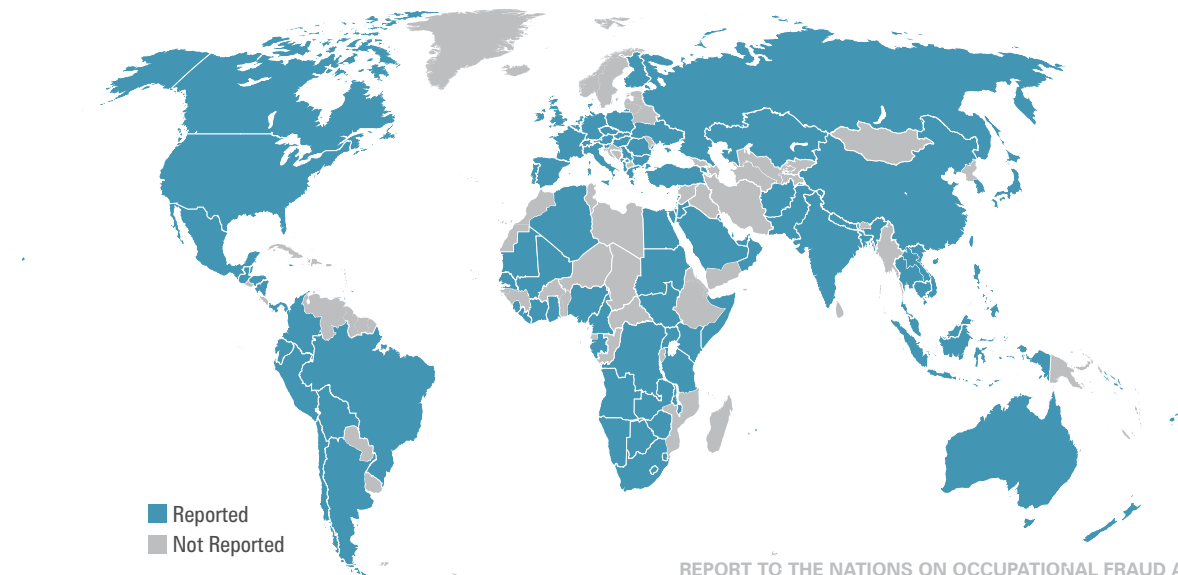 Reported
Not Reported
REPORT TO THE NATIONS ON OCCUPATIONAL FRAUD A